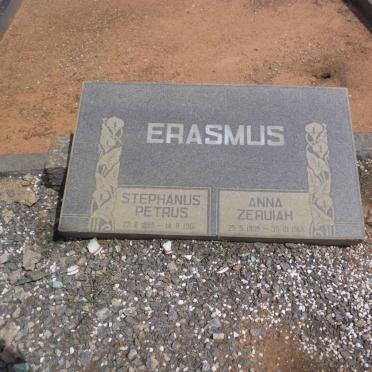 ERASMUS
STEPHANUS
PETRUS
ANNA
ZERUIAH